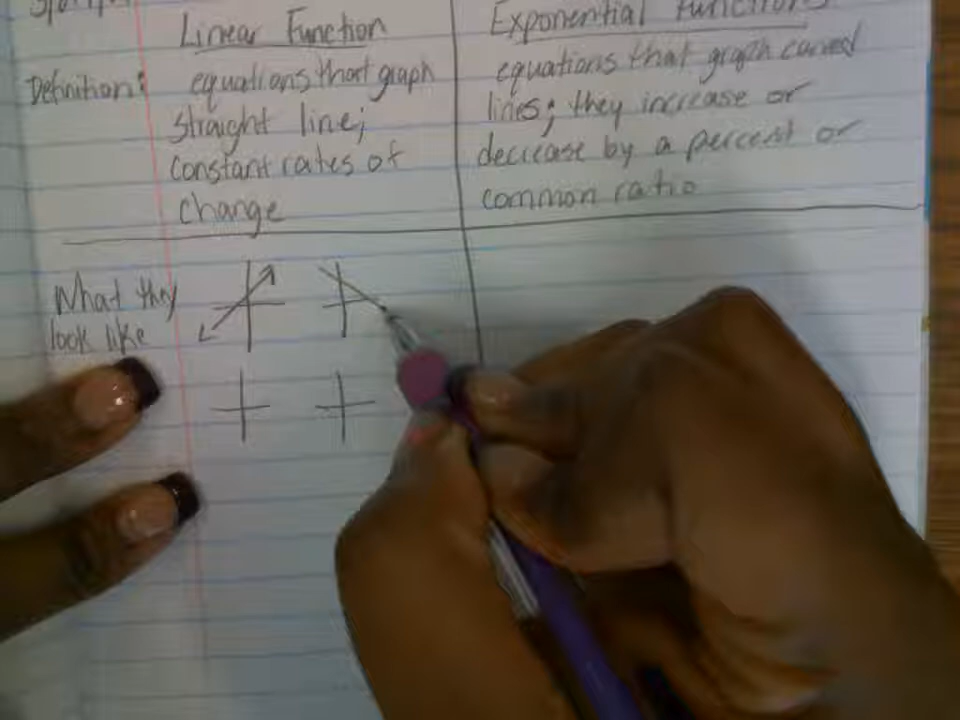 Linear Function
Exponential Functions
Definition:
equations that graph
straight line;
constant rates of
change
equations that graph curved
lines; they increase or
decrease by a percent or
common ratio
What they
look like